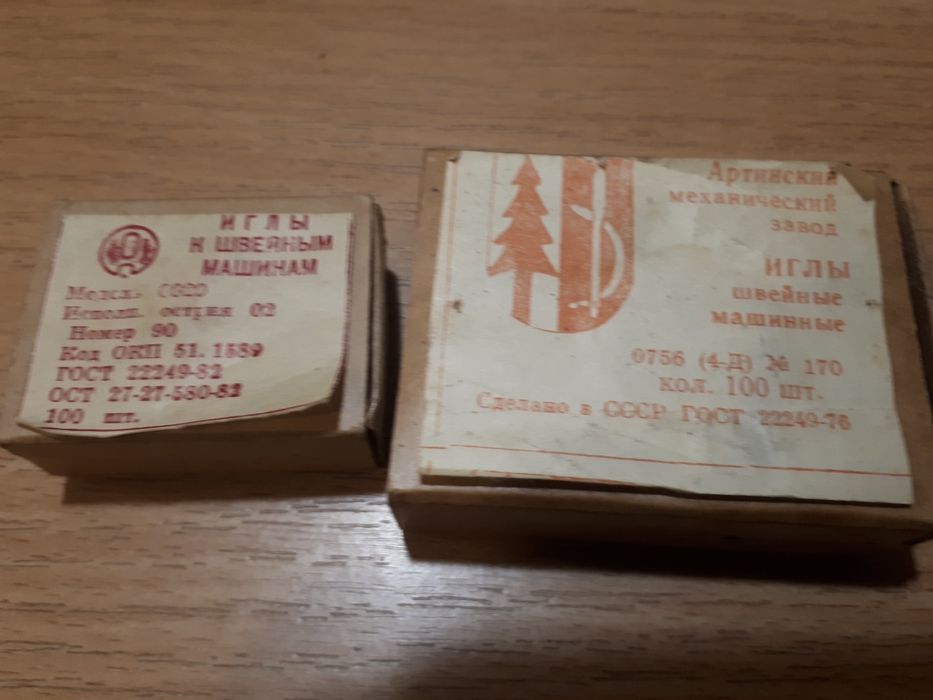 ИГЛЫ
К ШВЕЙНЫМ
МАШИНАМ
Модель
Исполн. острия 02
Номер 90
Код ОКП 51. 1589
ГОСТ 22249-82
ОСТ 27-27-580-82
100 шт.
Артинский
механический
завод
ИГЛЫ
швейные
машинные
0756 (4-Д) № 170
кол. 100 шт.
Сделано в СССР ГОСТ 22249-76